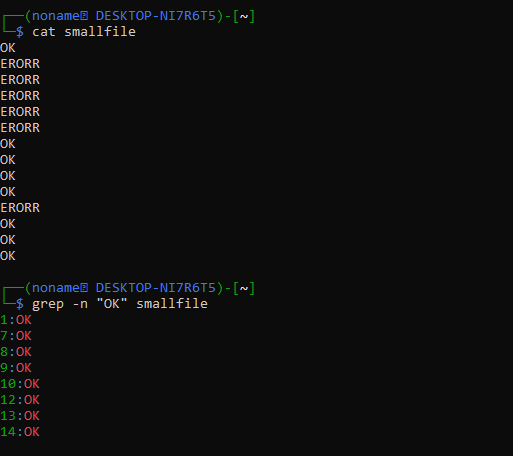 ┌──(noname㉿ DESKTOP-NI7R6T5)-[~]
└─$ cat smallfile
OK
ERORR
ERORR
ERORR
ERORR
ERORR
OK
OK
OK
OK
ERORR
OK
OK
OK
┌──(noname㉿ DESKTOP-NI7R6T5)-[~]
└─$ grep -n "OK" smallfile
1:OK
7:OK
8:OK
9:OK
10:OK
12:OK
13:OK
14:OK